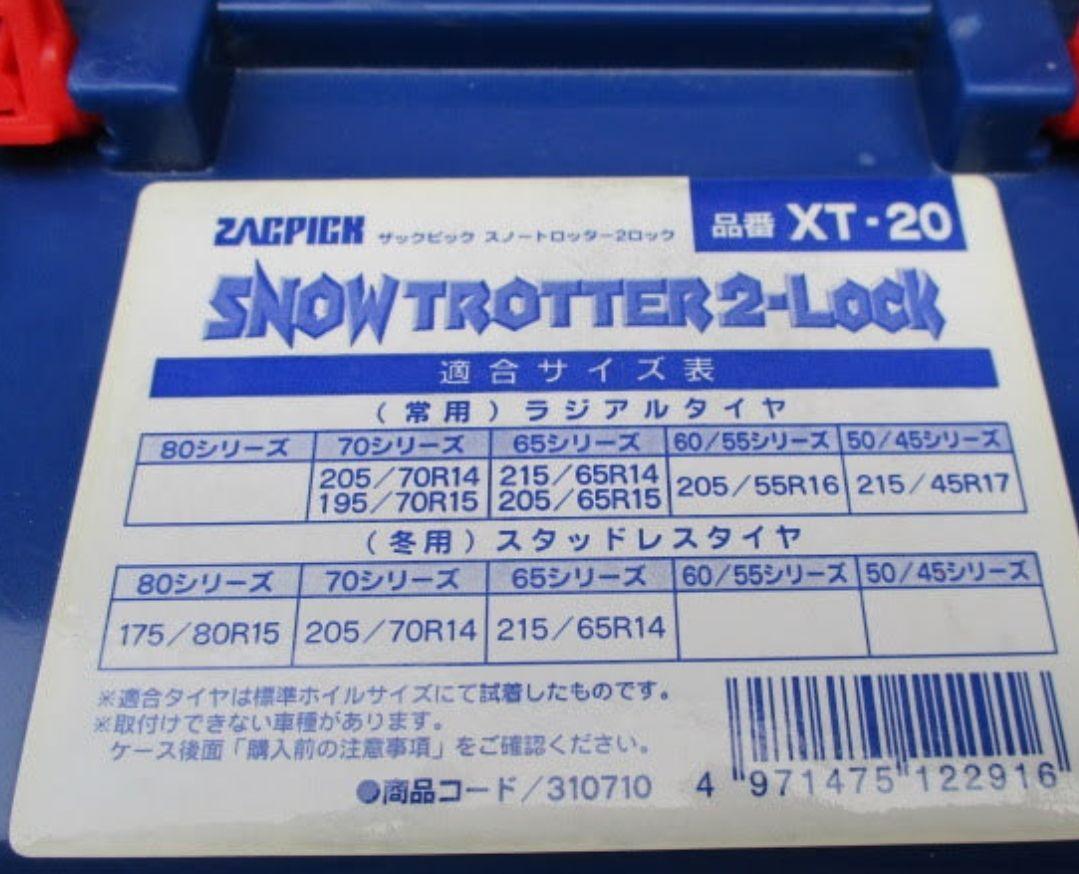 ZACPICK ザックピック スノートロッター2ロック 品番 XT-20
SNOWTROTTER2-LOCK
適合サイズ表
(常用)ラジアルタイヤ
80シリーズ 70シリーズ 65シリーズ 60/55シリーズ 50/45シリーズ
205/70R14 215/65R14 205/55R16 215/45R17
195/70R15 205/65R15
(冬用)スタッドレスタイヤ
80シリーズ 70シリーズ 65シリーズ 60/55シリーズ 50/45シリーズ
175/80R15 205/70R14 215/65R14
※適合タイヤは標準ホイルサイズにて試着したものです。
※取付けできない車種があります。
ケース後面「購入前の注意事項」をご確認ください。
●商品コード/310710
4 971475 122916